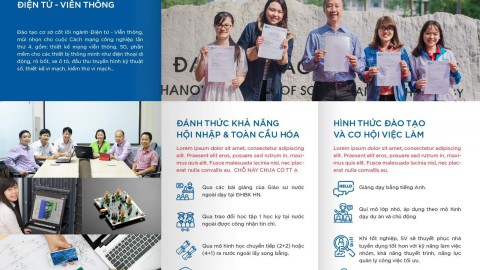 ĐIỆN TỬ - VIỄN THÔNG
Đào tạo cơ sở cốt lõi ngành Điện tử - Viễn thông,
mũi nhọn cho cuộc Cách mạng công nghiệp lần
thứ 4, gồm: thiết kế mạng viễn thông, 5G, phần
mềm cho các thiết bị thông minh như điện thoại di
động, rô bốt, xe ô tô, đầu thu truyền hình kỹ thuật
số, thiết kế vi mạch, kiểm thử vi mạch,..
ĐÁNH THỨC KHẢ NĂNG
HỘI NHẬP & TOÀN CẦU HÓA
Lorem ipsum dolor sit amet, consectetur adipiscing
elit. Praesent elit eros, posuere sed rutrum in, maxi-
mus quis elit. Fusce malesuada lacinia nisl, nec plac-
erat nulla convallis eu. CHỖ NÀY CHƯA CÓ TT Ạ
Qua các bài giảng của Giáo sư nước
ngoài dạy tại ĐHBK HN.
Qua trao đổi học tập 1 học kỳ tại nước
ngoài được công nhận tín chỉ.
Qua mô hình học chuyển tiếp (2+2) hoặc
(4+1) ra nước ngoài lấy song bằng.
HÌNH THỨC ĐÀO TẠO
VÀ CƠ HỘI VIỆC LÀM
Lorem ipsum dolor sit amet, consectetur adipiscing
elit. Praesent elit eros, posuere sed rutrum in, maxi-
mus quis elit. Fusce malesuada lacinia nisl, nec plac-
erat nulla convallis eu.
HELLO
Giảng dạy bằng tiếng Anh.
Qui mô lớp nhỏ, áp dụng theo mô hình
dạy dự án và chủ động
Khi tốt nghiệp, SV sẽ thuyết phục nhà
tuyển dụng tốt hơn với kỹ năng làm việc
nhóm, khả năng thuyết trình, năng lực
quản lý công việc tối ưu.